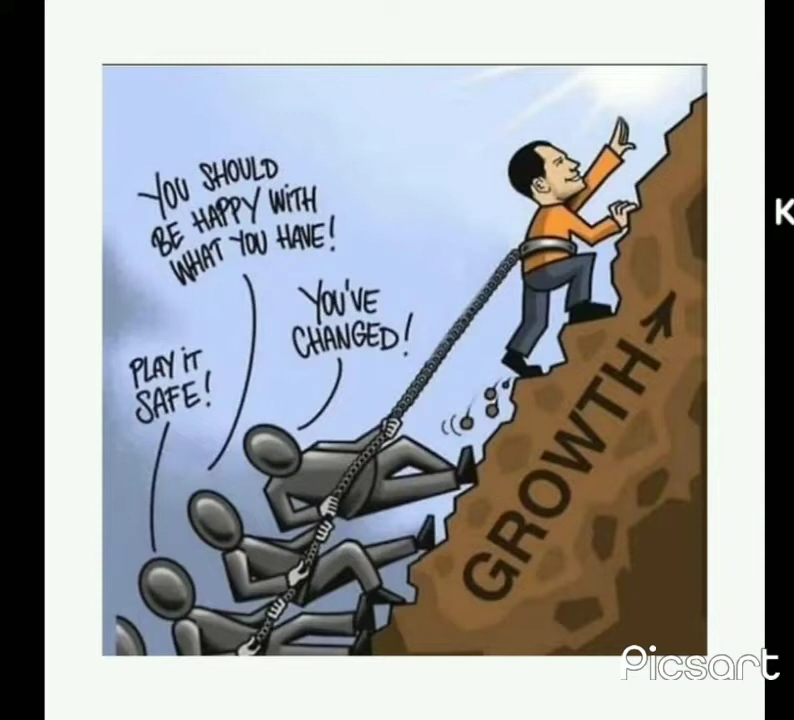 YOU SHOULD
BE HAPPY WITH
WHAT YOU HAVE!
YOU'VE
CHANGED!
PLAY IT
SAFE!
GROWTH
K
Picsart